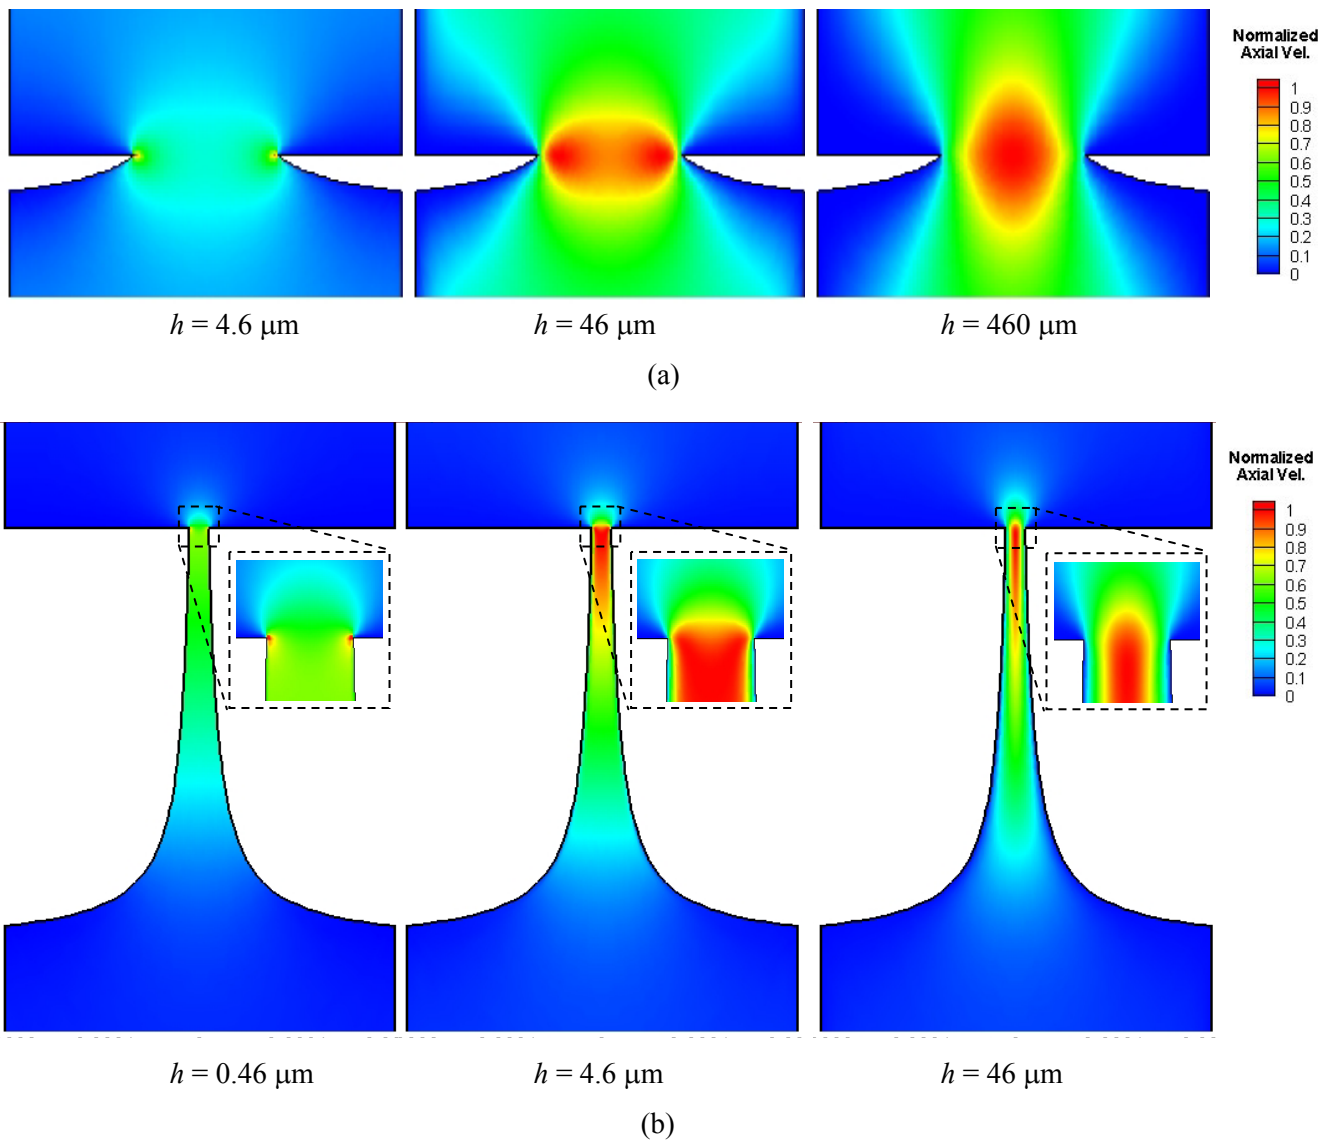 Normalized
Axial Vel.
1
0.9
0.8
0.7
0.6
0.5
0.4
0.3
0.2
0.1
0
h = 4.6 μm
h = 46 μm
h = 460 μm
(a)
Normalized
Axial Vel.
1
0.9
0.8
0.7
0.6
0.5
0.4
0.3
0.2
0.1
0
h = 0.46 μm
h = 4.6 μm
h = 46 μm
(b)